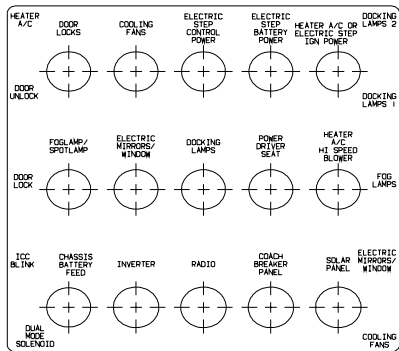 HEATER
A/C
DOOR
LOCKS
COOLING
FANS
ELECTRIC
STEP
CONTROL
POWER
ELECTRIC
STEP
BATTERY
POWER
HEATER A/C OR
ELECTRIC STEP
IGN POWER
DOCKING
LAMPS 2
DOOR
UNLOCK
DOCKING
LAMPS 1
DOOR
LOCK
FOGLAMP/
SPOTLAMP
ELECTRIC
MIRRORS/
WINDOW
DOCKING
LAMPS
POWER
DRIVER
SEAT
HEATER
A/C
HI SPEED
BLOWER
FOG
LAMPS
ICC
BLINK
CHASSIS
BATTERY
FEED
INVERTER
RADIO
COACH
BREAKER
PANEL
SOLAR
PANEL
ELECTRIC
MIRRORS/
WINDOW
DUAL
MODE
SOLENOID
COOLING
FANS